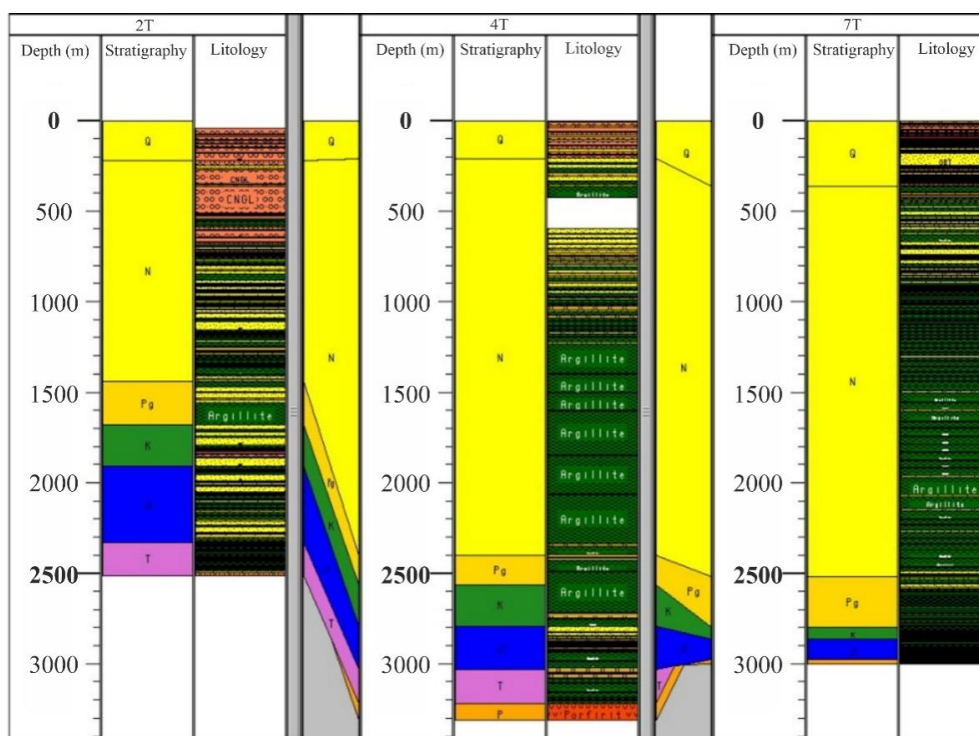 2T
4T
7T
Depth (m) Stratigraphy Litology
Depth (m) Stratigraphy Litology
Depth (m) Stratigraphy Litology
0
500
1000
1500
2000
2500
3000
Q
N
Pg
K
J
T
CNGL
CNGL
Argillite
Q
N
Pg
K
T
0
500
1000
1500
2000
2500
3000
Q
N
Pg
K
J
T
P
Argillite
Argillite
Argillite
Argillite
Argillite
Argillite
Argillite
Argillite
Argillite
Porfirit
Q
N
Pg
K
J
T
0
500
1000
1500
2000
2500
3000
Q
N
Pg
K
J
Argillite
Argillite
Argillite